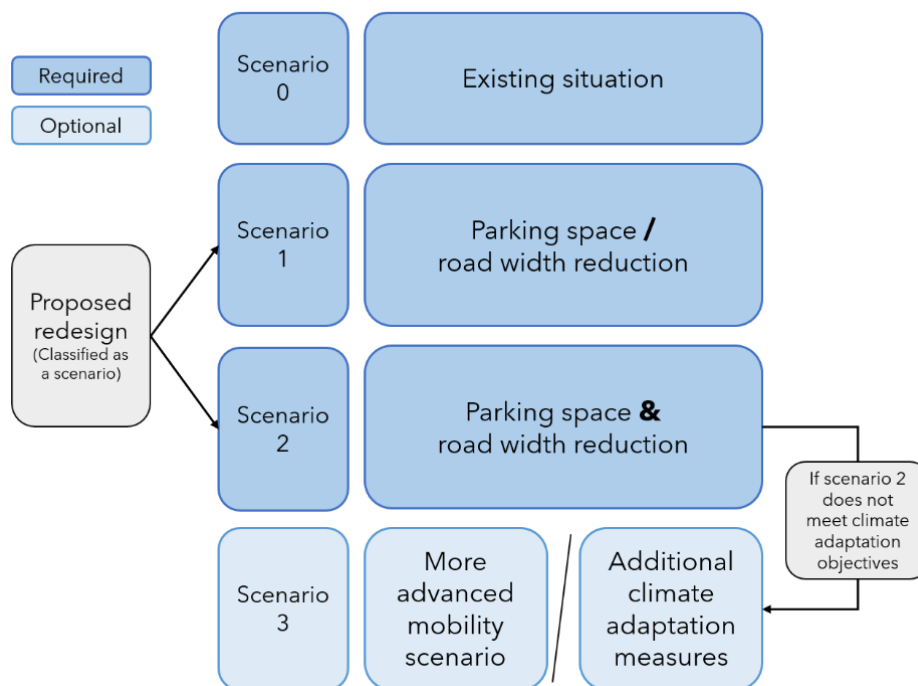 Required
Optional
Scenario
0
Existing situation
Scenario
1
Parking space /
road width reduction
Proposed
redesign
(Classified as
a scenario)
Scenario
2
Parking space &
road width reduction
If scenario 2
does not
meet climate
adaptation
objectives
Scenario
3
More
advanced
mobility
scenario
/
Additional
climate
adaptation
measures